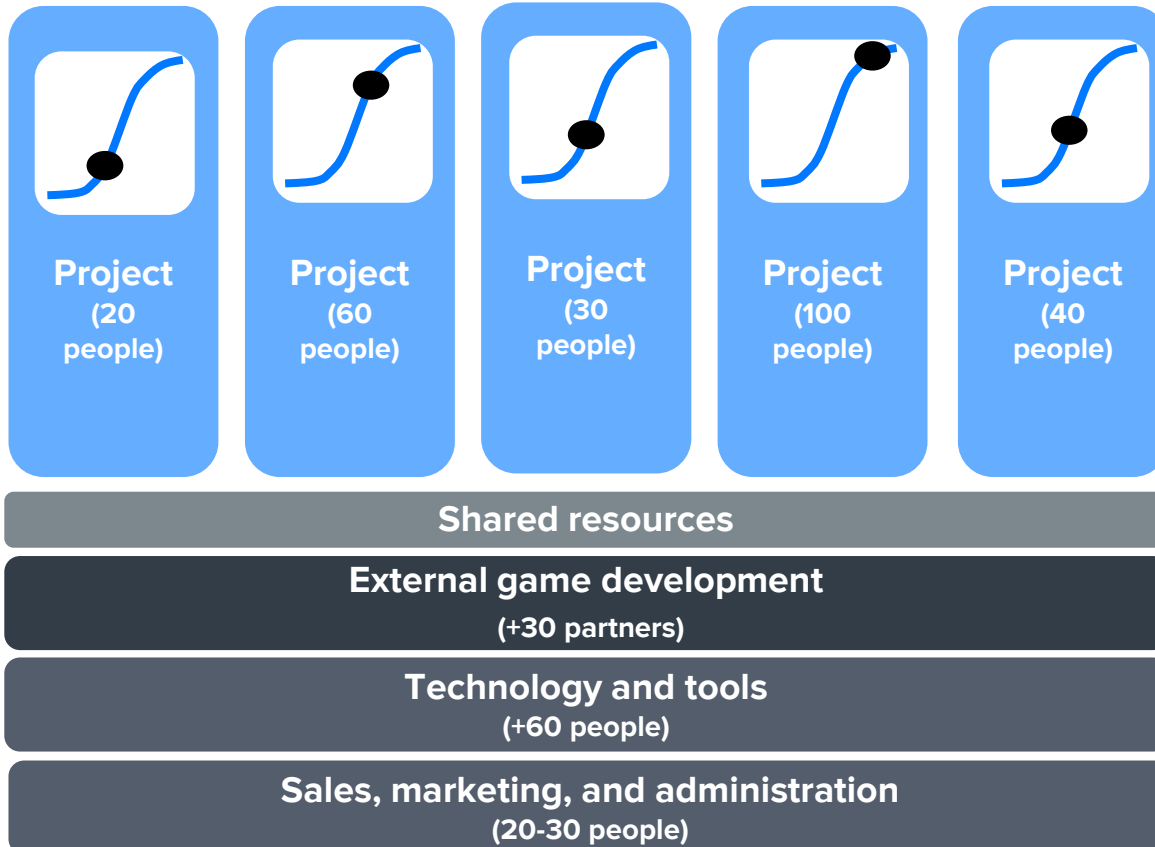 Project
(20
people)
Project
(60
people)
Project
(30
people)
Project
(100
people)
Project
(40
people)
Shared resources
External game development
(+30 partners)
Technology and tools
(+60 people)
Sales, marketing, and administration
(20-30 people)